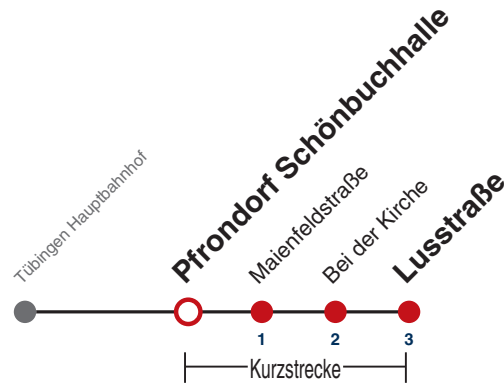 Tübingen Hauptbahnhof
Pfrondorf Schönbuchhalle
Maienfeldstraße
Bei der Kirche
Lusstraße
1
2
3
Kurzstrecke